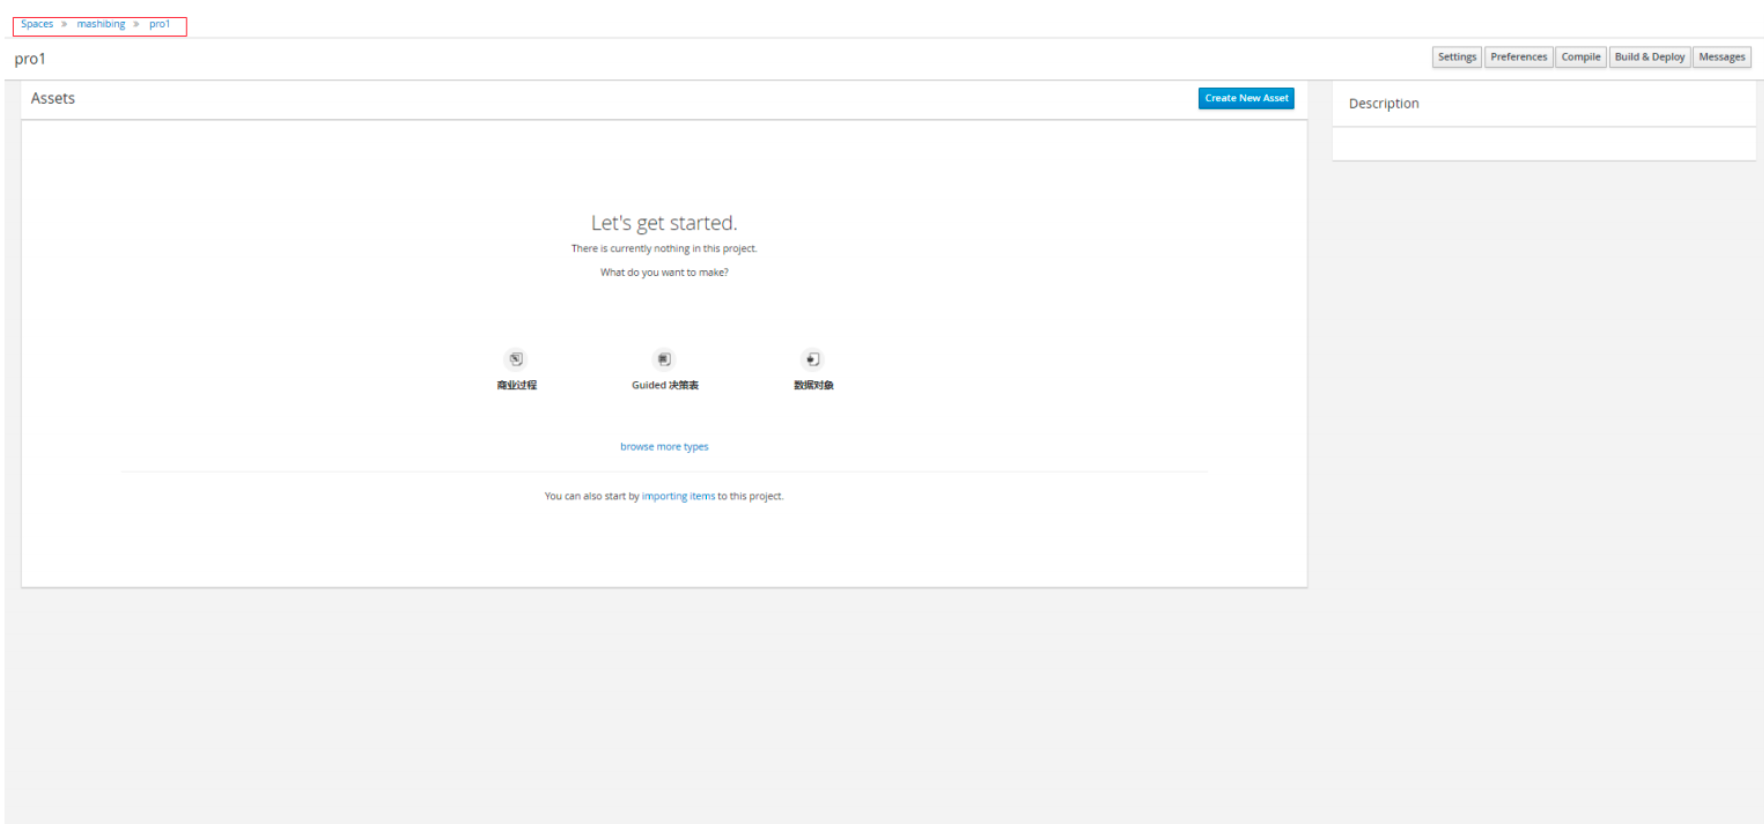 Spaces » mashibing » pro1
pro1
Settings Preferences Compile Build & Deploy Messages
Assets
Create New Asset
Description
Let's get started.
There is currently nothing in this project.
What do you want to make?
商业过程 Guided 决策表 数据对象
browse more types
You can also start by importing items to this project.